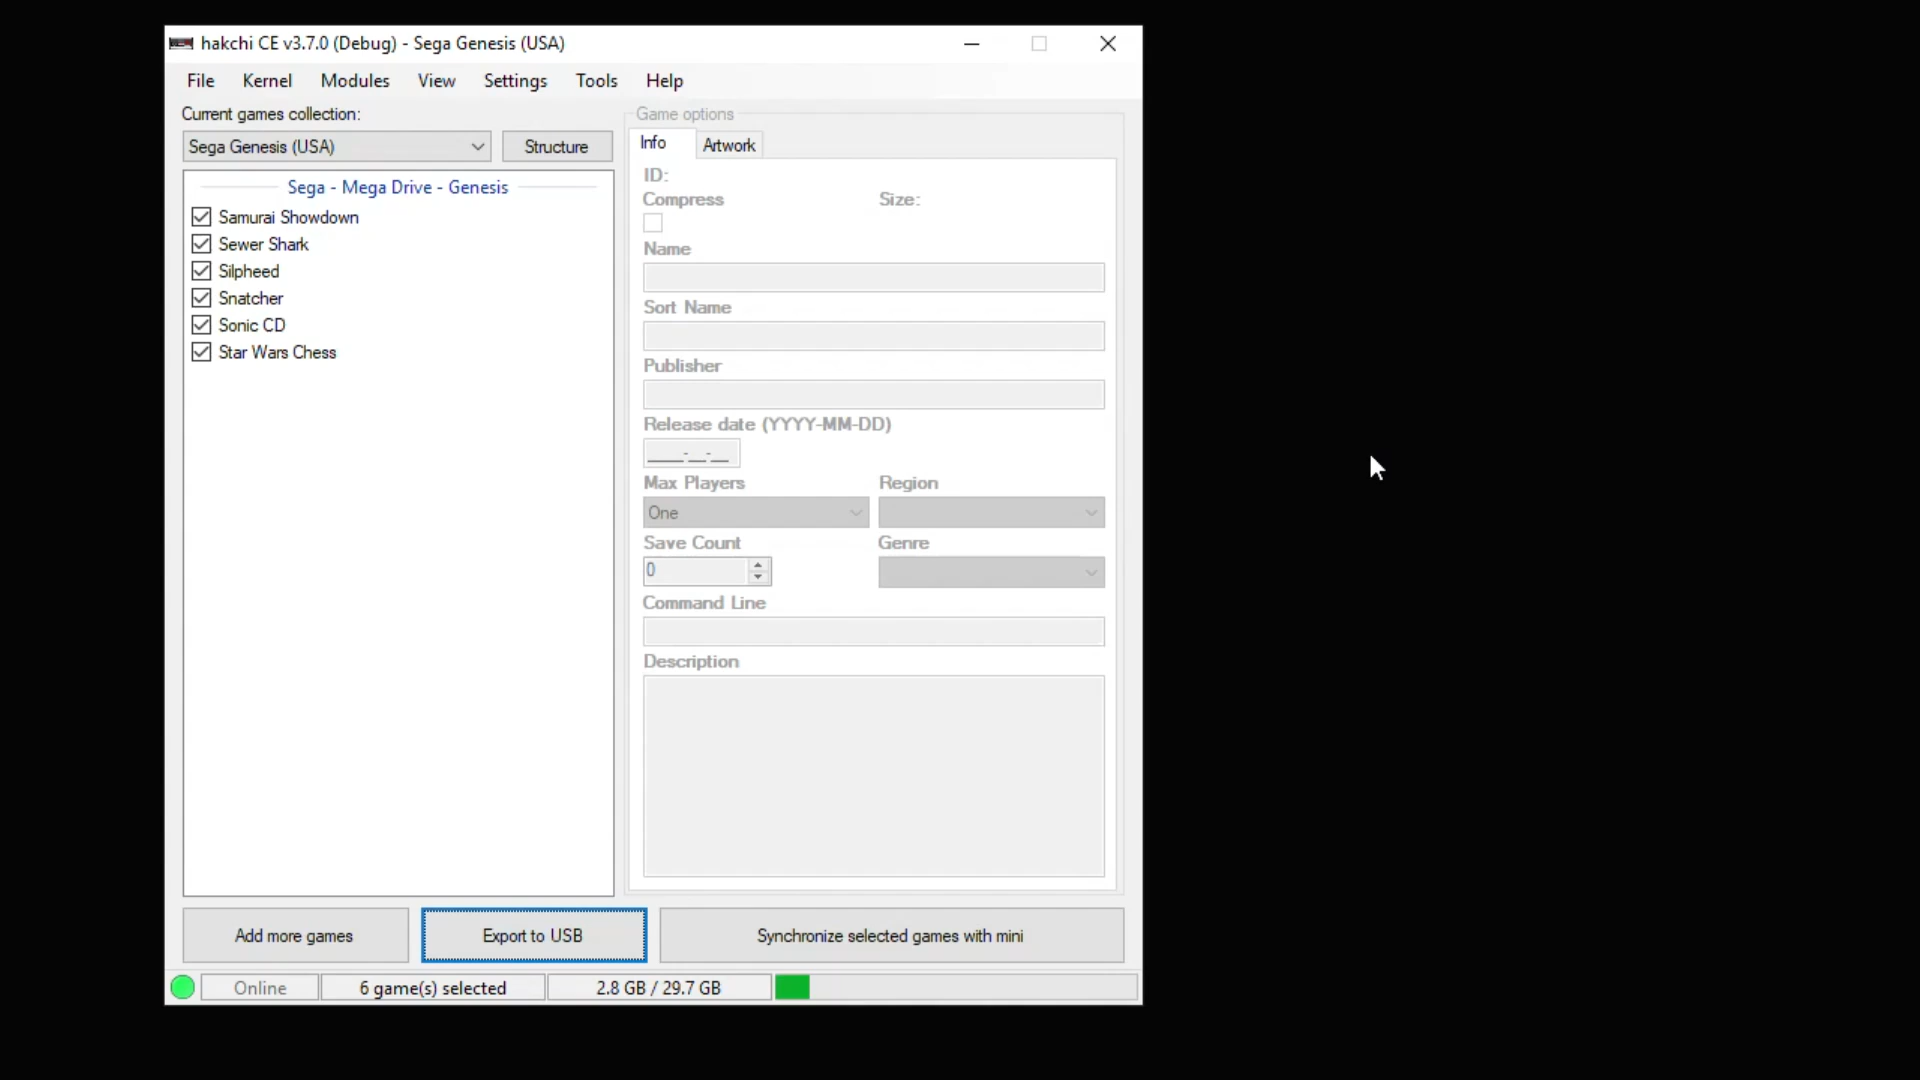 hakchi CE v3.7.0 (Debug) - Sega Genesis (USA)
File Kernel Modules View Settings Tools Help
Current games collection:
Sega Genesis (USA)
Structure
Sega - Mega Drive - Genesis
Samurai Showdown
Sewer Shark
Silpheed
Snatcher
Sonic CD
Star Wars Chess
Game options
Info Artwork
ID:
Compress Size:
Name
Sort Name
Publisher
Release date (YYYY-MM-DD)
____-__-__
Max Players Region
One
Save Count Genre
0
Command Line
Description
Add more games Export to USB Synchronize selected games with mini
Online 6 game(s) selected 2.8 GB / 29.7 GB